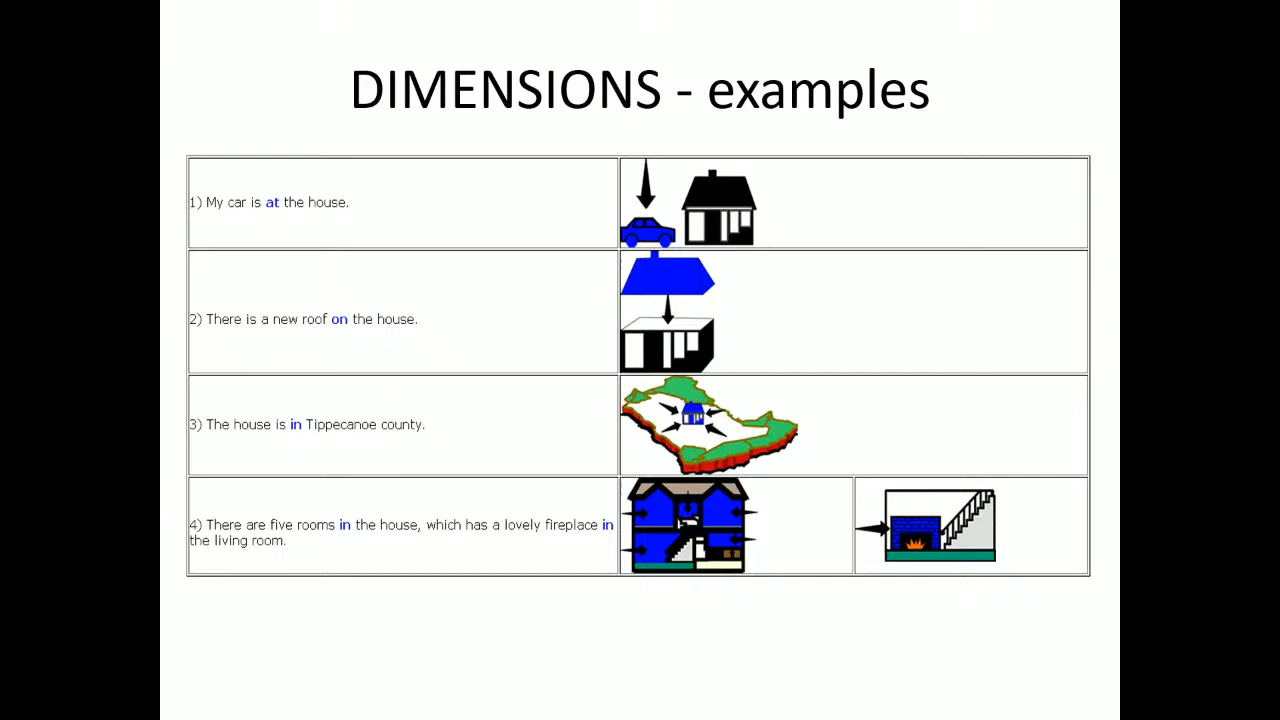 DIMENSIONS - examples
1) My car is at the house.
2) There is a new roof on the house.
3) The house is in Tippecanoe county.
4) There are five rooms in the house, which has a lovely fireplace in
the living room.